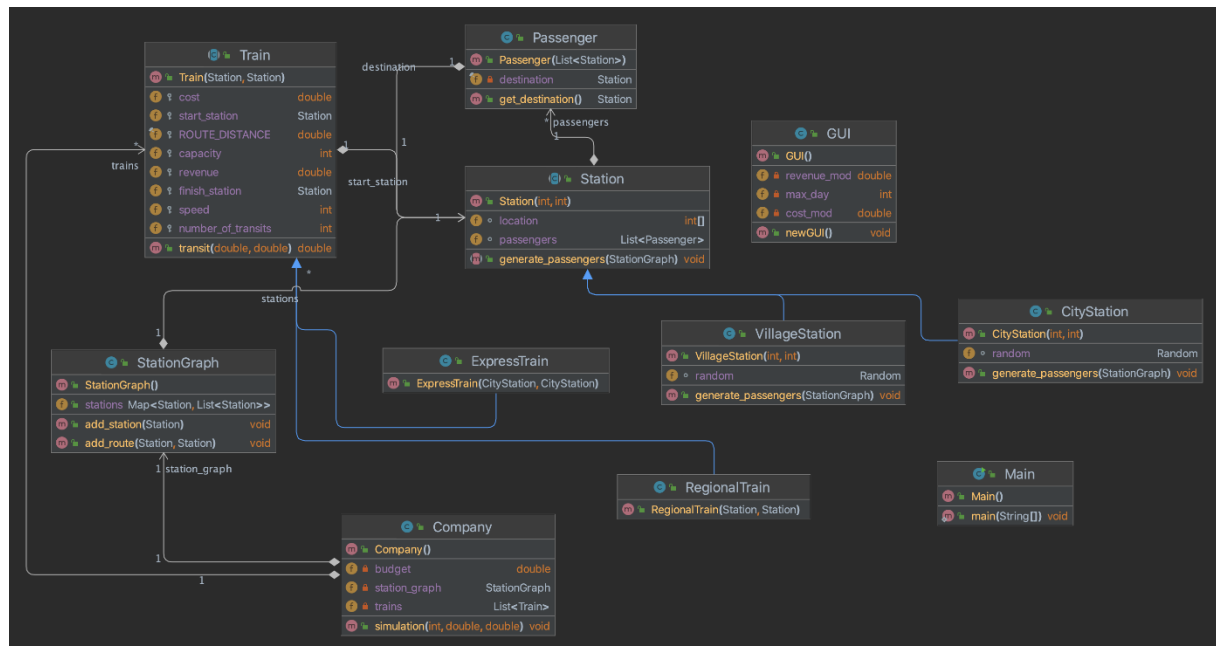 Train
Train(Station, Station)
cost double
start_station Station
ROUTE_DISTANCE double
capacity int
revenue double
finish_station Station
speed int
number_of_transits int
transit(double, double) double
Passenger
Passenger(List<Station>)
destination Station
get_destination() Station
destination
1
* passengers
1
1
1
start_station
trains
*
1
Station
Station(int, int)
location int[]
passengers List<Passenger>
generate_passengers(StationGraph) void
GUI
GUI()
revenue_mod double
max_day int
cost_mod double
newGUI() void
*
stations
1
StationGraph
StationGraph()
stations Map<Station, List<Station>>
add_station(Station) void
add_route(Station, Station) void
ExpressTrain
ExpressTrain(CityStation, CityStation)
VillageStation
VillageStation(int, int)
random Random
generate_passengers(StationGraph) void
CityStation
CityStation(int, int)
random Random
generate_passengers(StationGraph) void
1 station_graph
RegionalTrain
RegionalTrain(Station, Station)
Main
Main()
main(String[]) void
1
1
Company
Company()
budget double
station_graph StationGraph
trains List<Train>
simulation(int, double, double) void